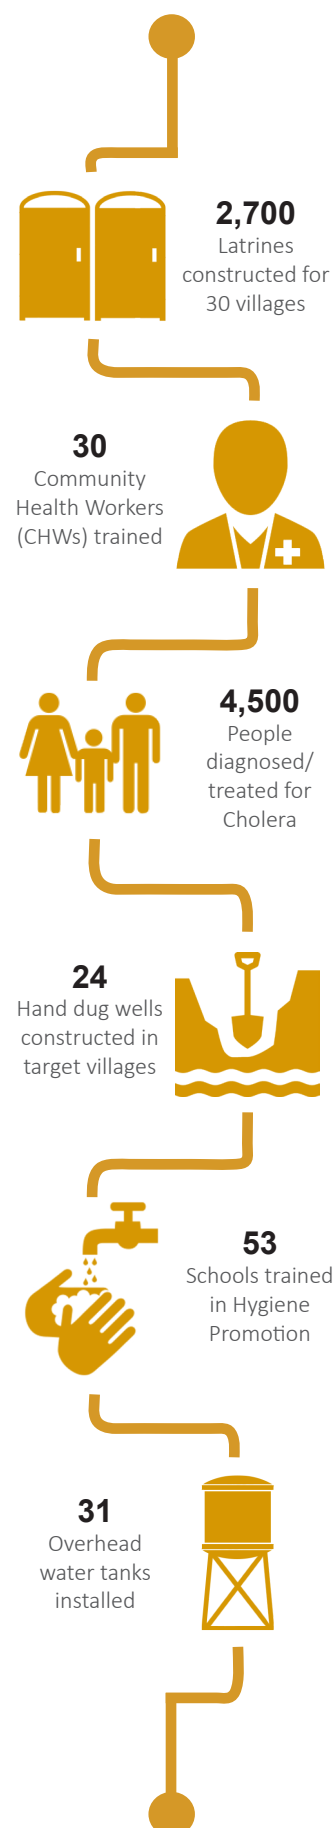 2,700
Latrines
constructed for
30 villages
30
Community
Health Workers
(CHWs) trained
4,500
People
diagnosed/
treated for
Cholera
24
Hand dug wells
constructed in
target villages
53
Schools trained
in Hygiene
Promotion
31
Overhead
water tanks
installed